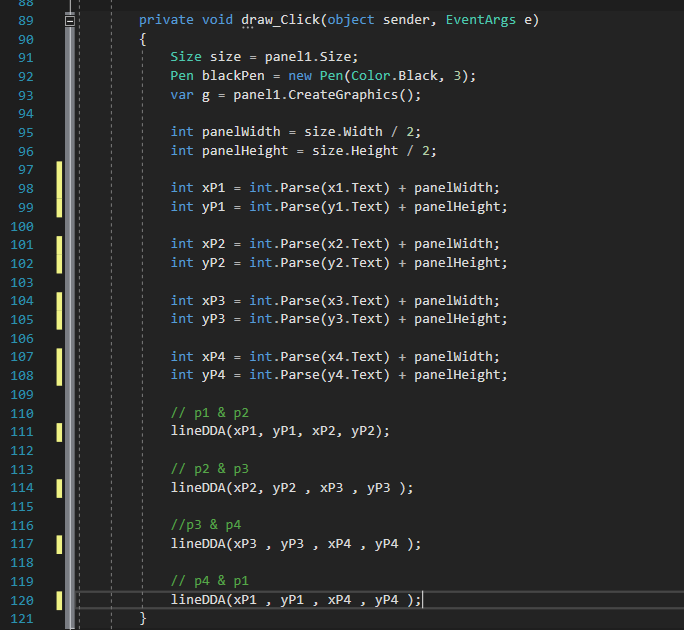 88
89 private void draw_Click(object sender, EventArgs e)
90 {
91 Size size = panel1.Size;
92 Pen blackPen = new Pen(Color.Black, 3);
93 var g = panel1.CreateGraphics();
94
95 int panelWidth = size.Width / 2;
96 int panelHeight = size.Height / 2;
97
98 int xP1 = int.Parse(x1.Text) + panelWidth;
99 int yP1 = int.Parse(y1.Text) + panelHeight;
100
101 int xP2 = int.Parse(x2.Text) + panelWidth;
102 int yP2 = int.Parse(y2.Text) + panelHeight;
103
104 int xP3 = int.Parse(x3.Text) + panelWidth;
105 int yP3 = int.Parse(y3.Text) + panelHeight;
106
107 int xP4 = int.Parse(x4.Text) + panelWidth;
108 int yP4 = int.Parse(y4.Text) + panelHeight;
109
110 // p1 & p2
111 lineDDA(xP1, yP1, xP2, yP2);
112
113 // p2 & p3
114 lineDDA(xP2, yP2 , xP3 , yP3 );
115
116 //p3 & p4
117 lineDDA(xP3 , yP3 , xP4 , yP4 );
118
119 // p4 & p1
120 lineDDA(xP1 , yP1 , xP4 , yP4 );
121 }